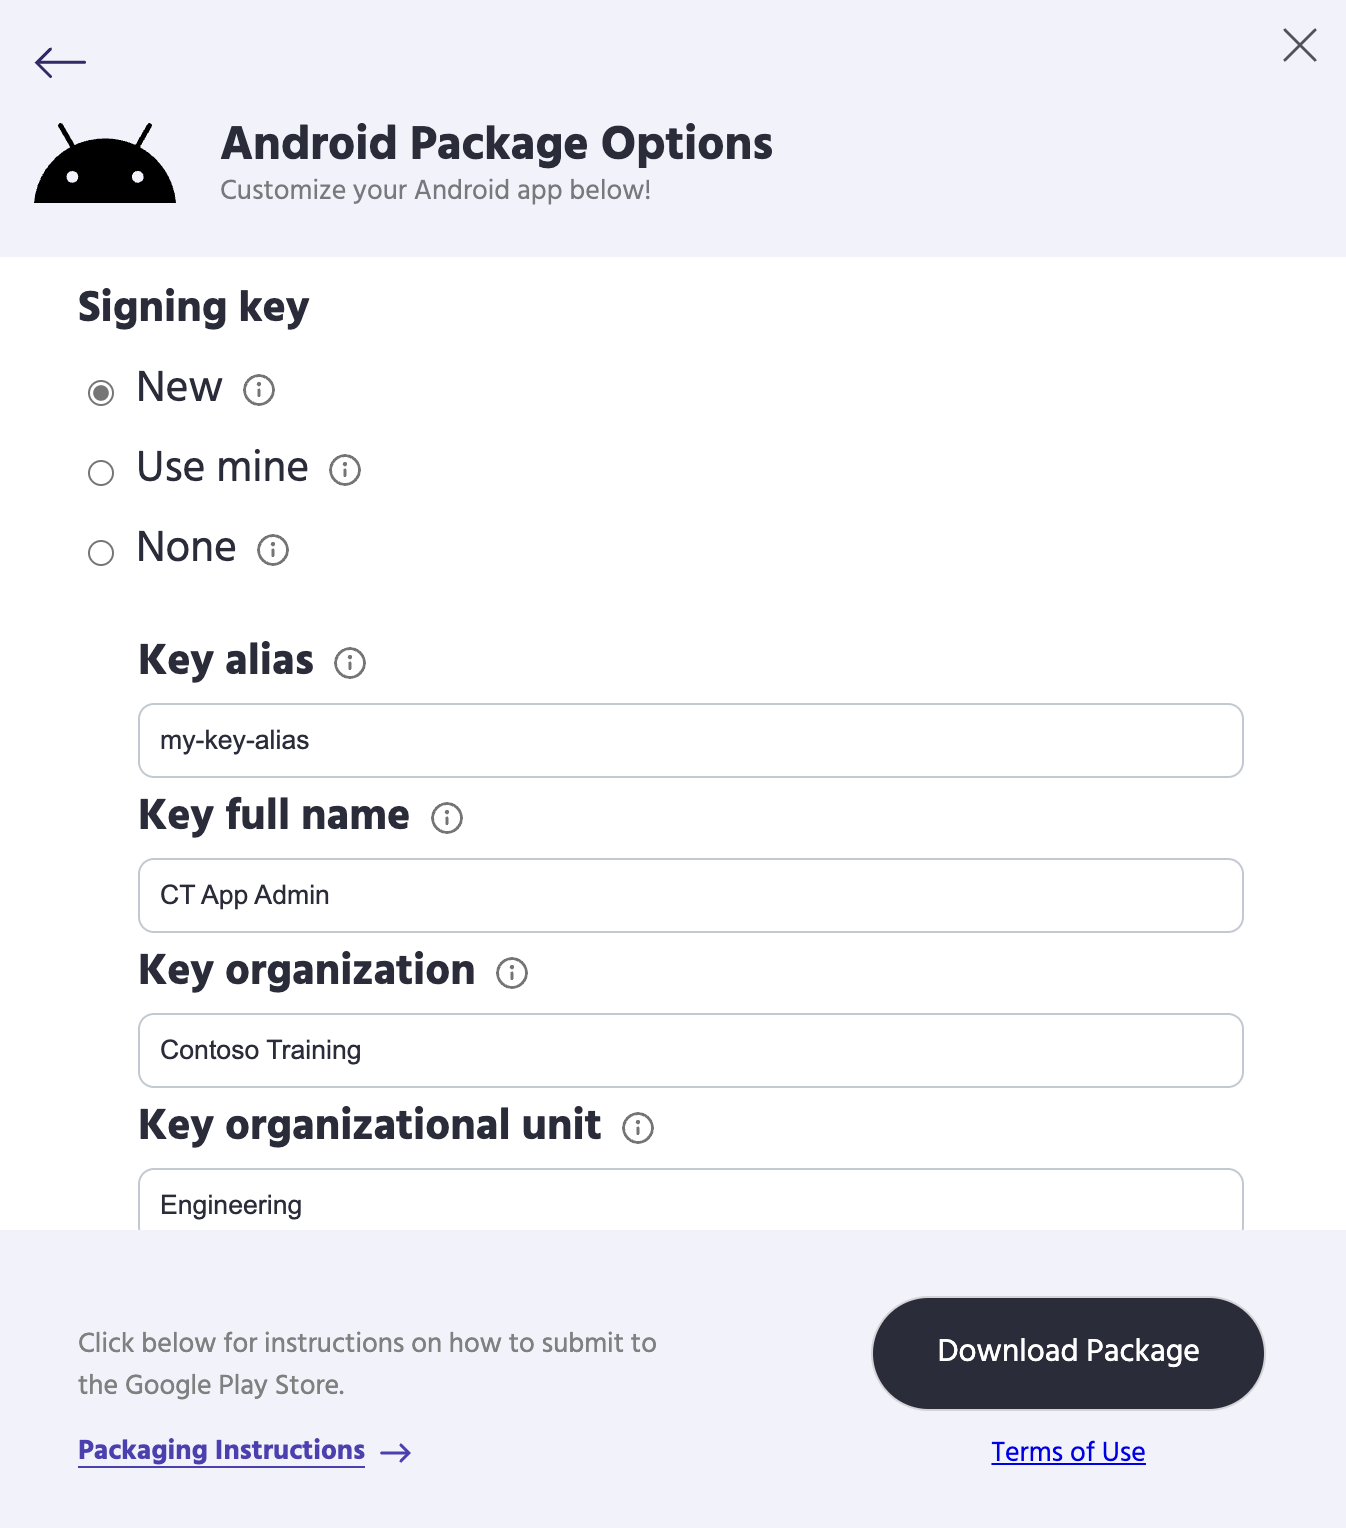 Android Package Options
Customize your Android app below!
Signing key
New
Use mine
None
Key alias
my-key-alias
Key full name
CT App Admin
Key organization
Contoso Training
Key organizational unit
Engineering
Click below for instructions on how to submit to
the Google Play Store.
Packaging Instructions
Download Package
Terms of Use